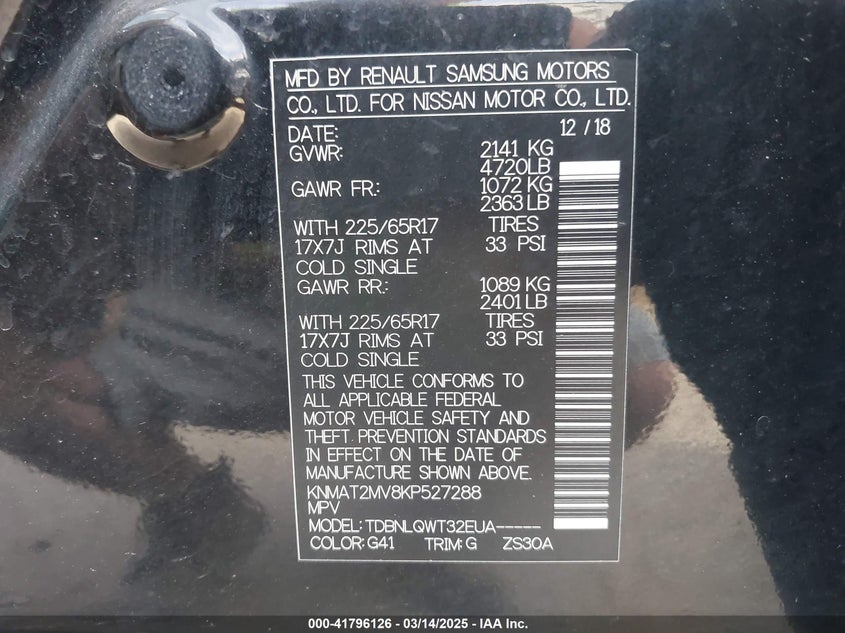 MFD BY RENAULT SAMSUNG MOTORS
CO., LTD. FOR NISSAN MOTOR CO., LTD.
DATE: 12 / 18
GVWR: 2141 KG
4720LB
GAWR FR.: 1072 KG
2363 LB
WITH 225/65R17 TIRES
17X7J RIMS AT 33 PSI
COLD SINGLE
GAWR RR.: 1089 KG
2401 LB
WITH 225/65R17 TIRES
17X7J RIMS AT 33 PSI
COLD SINGLE
THIS VEHICLE CONFORMS TO
ALL APPLICABLE FEDERAL
MOTOR VEHICLE SAFETY AND
THEFT PREVENTION STANDARDS
IN EFFECT ON THE DATE OF
MANUFACTURE SHOWN ABOVE.
KNMAT2MV8KP527288
MPV
MODEL: TDBNLQWT32EUA-----
COLOR: G41 TRIM: G ZS30A
000-41796126 - 03/14/2025 - IAA Inc.